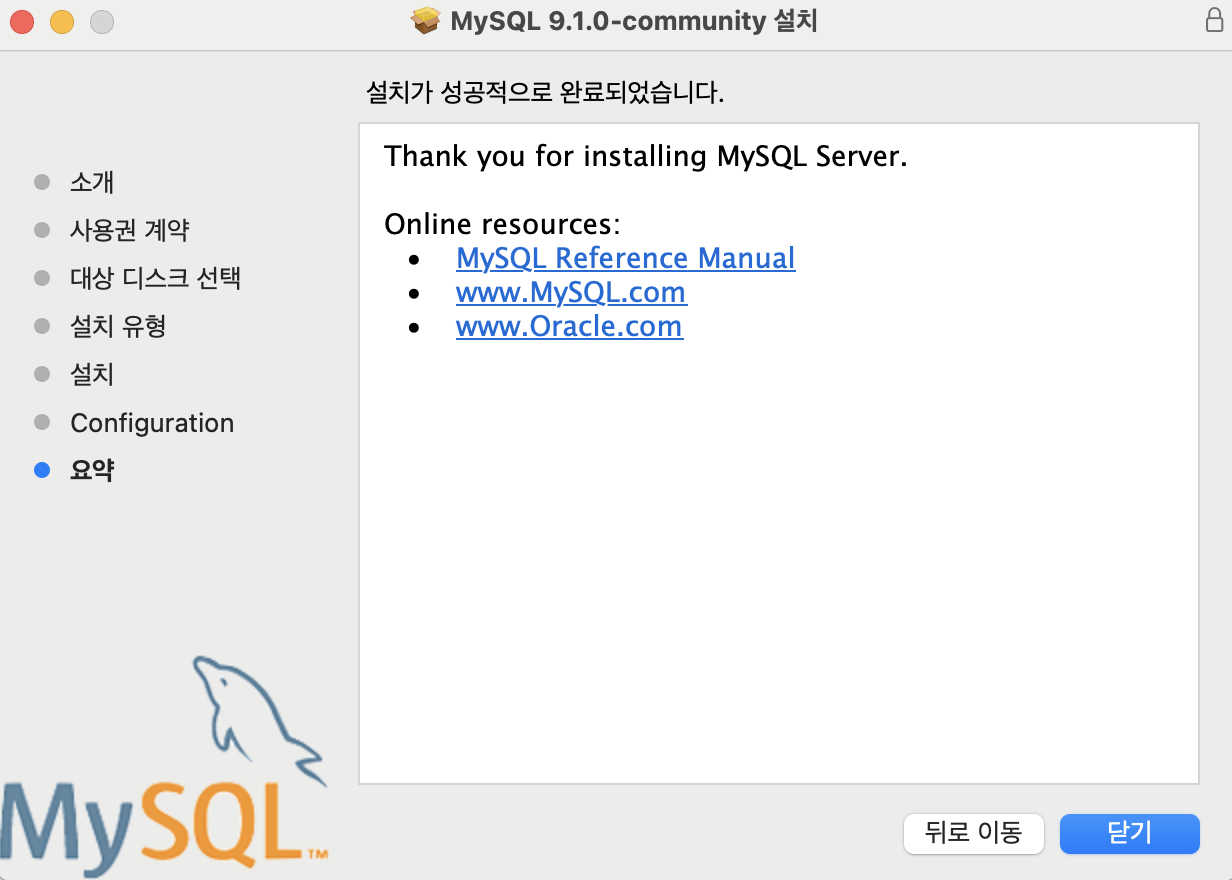 MySQL 9.1.0-community 설치
설치가 성공적으로 완료되었습니다.
소개
사용권 계약
대상 디스크 선택
설치 유형
설치
Configuration
요약
Thank you for installing MySQL Server.
Online resources:
• MySQL Reference Manual
• www.MySQL.com
• www.Oracle.com
MySQL™
뒤로 이동
닫기